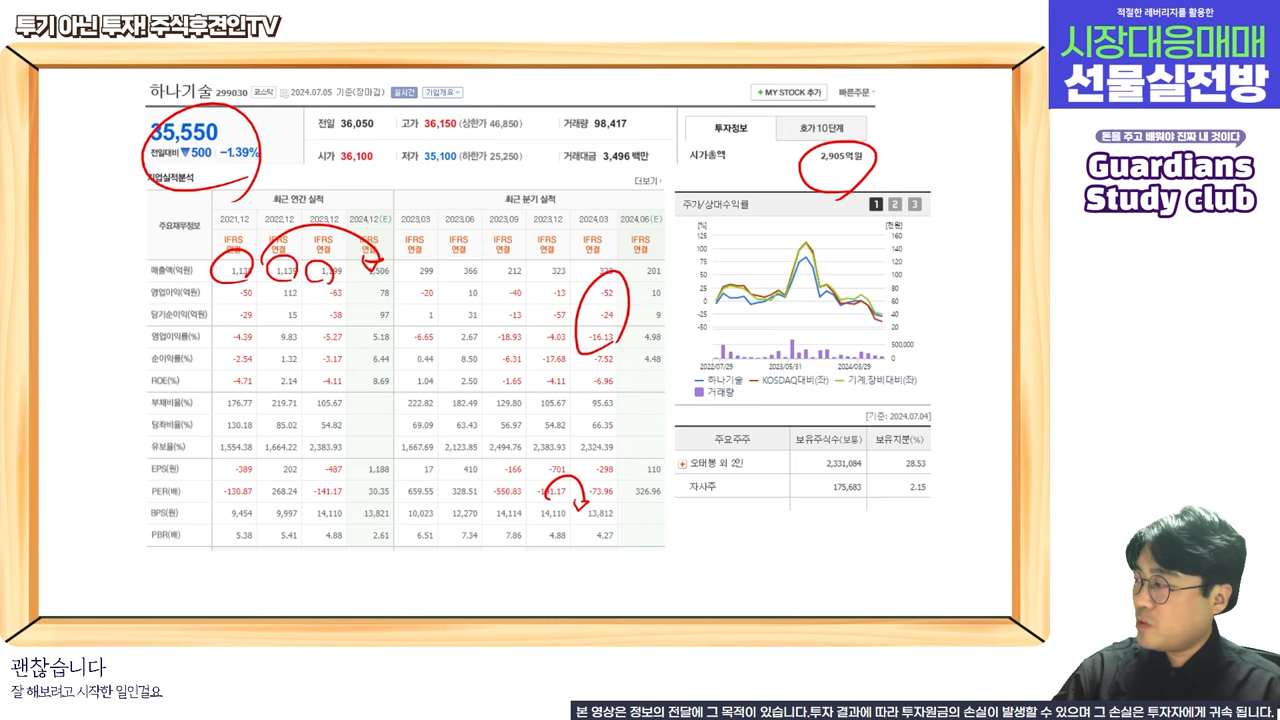 투기 아닌 투자! 주식후견인TV
적절한 레버리지를 활용한
시장대응매매
선물실전방
돈을 주고 배워야 진짜 내 것이다
Guardians
Study club
하나기술 299030 코스닥 2024.07.05 기준(장마감) 실시간 기업개요
+ MY STOCK 추가 빠른주문
35,550
전일대비 ▼500 -1.39%
전일 36,050 고가 36,150 (상한가 46,850) 거래량 98,417
시가 36,100 저가 35,100 (하한가 25,250) 거래대금 3,496 백만
투자정보 호가 10단계
시가총액 2,905억원
기업실적분석 더보기
주요재무정보 최근 연간 실적 최근 분기 실적
2021.12 2022.12 2023.12 2024.12(E) 2023.03 2023.06 2023.09 2023.12 2024.03 2024.06(E)
IFRS IFRS IFRS IFRS IFRS IFRS IFRS IFRS IFRS IFRS
연결 연결 연결 연결 연결 연결 연결 연결 연결 연결
매출액(억원) 1,139 299 366 212 323 201
영업이익(억원) -50 112 -63 78 -20 10 -40 -13 -52 10
당기순이익(억원) -29 15 -38 97 1 31 -13 -57 -24 9
영업이익률(%) -4.39 9.83 -5.27 5.18 -6.65 2.67 -18.93 -4.03 -16.13 4.98
순이익률(%) -2.54 1.32 -3.17 6.44 0.44 8.50 -6.31 -17.68 -7.52 4.48
ROE(%) -4.71 2.14 -4.11 8.69 1.04 2.50 -1.65 -4.11 -6.96
부채비율(%) 176.77 219.71 105.67 222.82 182.49 129.80 105.67 95.63
당좌비율(%) 130.18 85.02 54.82 69.09 63.43 56.97 54.82 66.35
유보율(%) 1,554.38 1,664.22 2,383.93 1,667.69 2,123.85 2,494.76 2,383.93 2,324.39
EPS(원) -389 202 -487 1,188 17 410 -166 -701 -298 110
PER(배) -130.87 268.24 -141.17 30.35 659.55 328.51 -550.83 -73.96 326.96
BPS(원) 9,454 9,997 14,110 13,821 10,023 12,270 14,114 14,110 13,812
PBR(배) 5.38 5.41 4.88 2.61 6.51 7.34 7.86 4.88 4.27
주가/상대수익률 1 2 3
[%] [천원]
125 160
100 140
75 120
50 100
25 80
0 60
-25 40
-50 20
500,000
0
2022/07/29 2023/05/31 2024/03/29
하나기술 KOSDAQ대비(좌) 기계,장비대비(좌)
거래량
[기준: 2024.07.04]
주요주주 보유주식수(보통) 보유지분(%)
오태봉 외 2인 2,331,084 28.53
자사주 175,683 2.15
괜찮습니다
잘 해보려고 시작한 일인걸요
본 영상은 정보의 전달에 그 목적이 있습니다.투자 결과에 따라 투자원금의 손실이 발생할 수 있으며 그 손실은 투자자에게 귀속 됩니다.